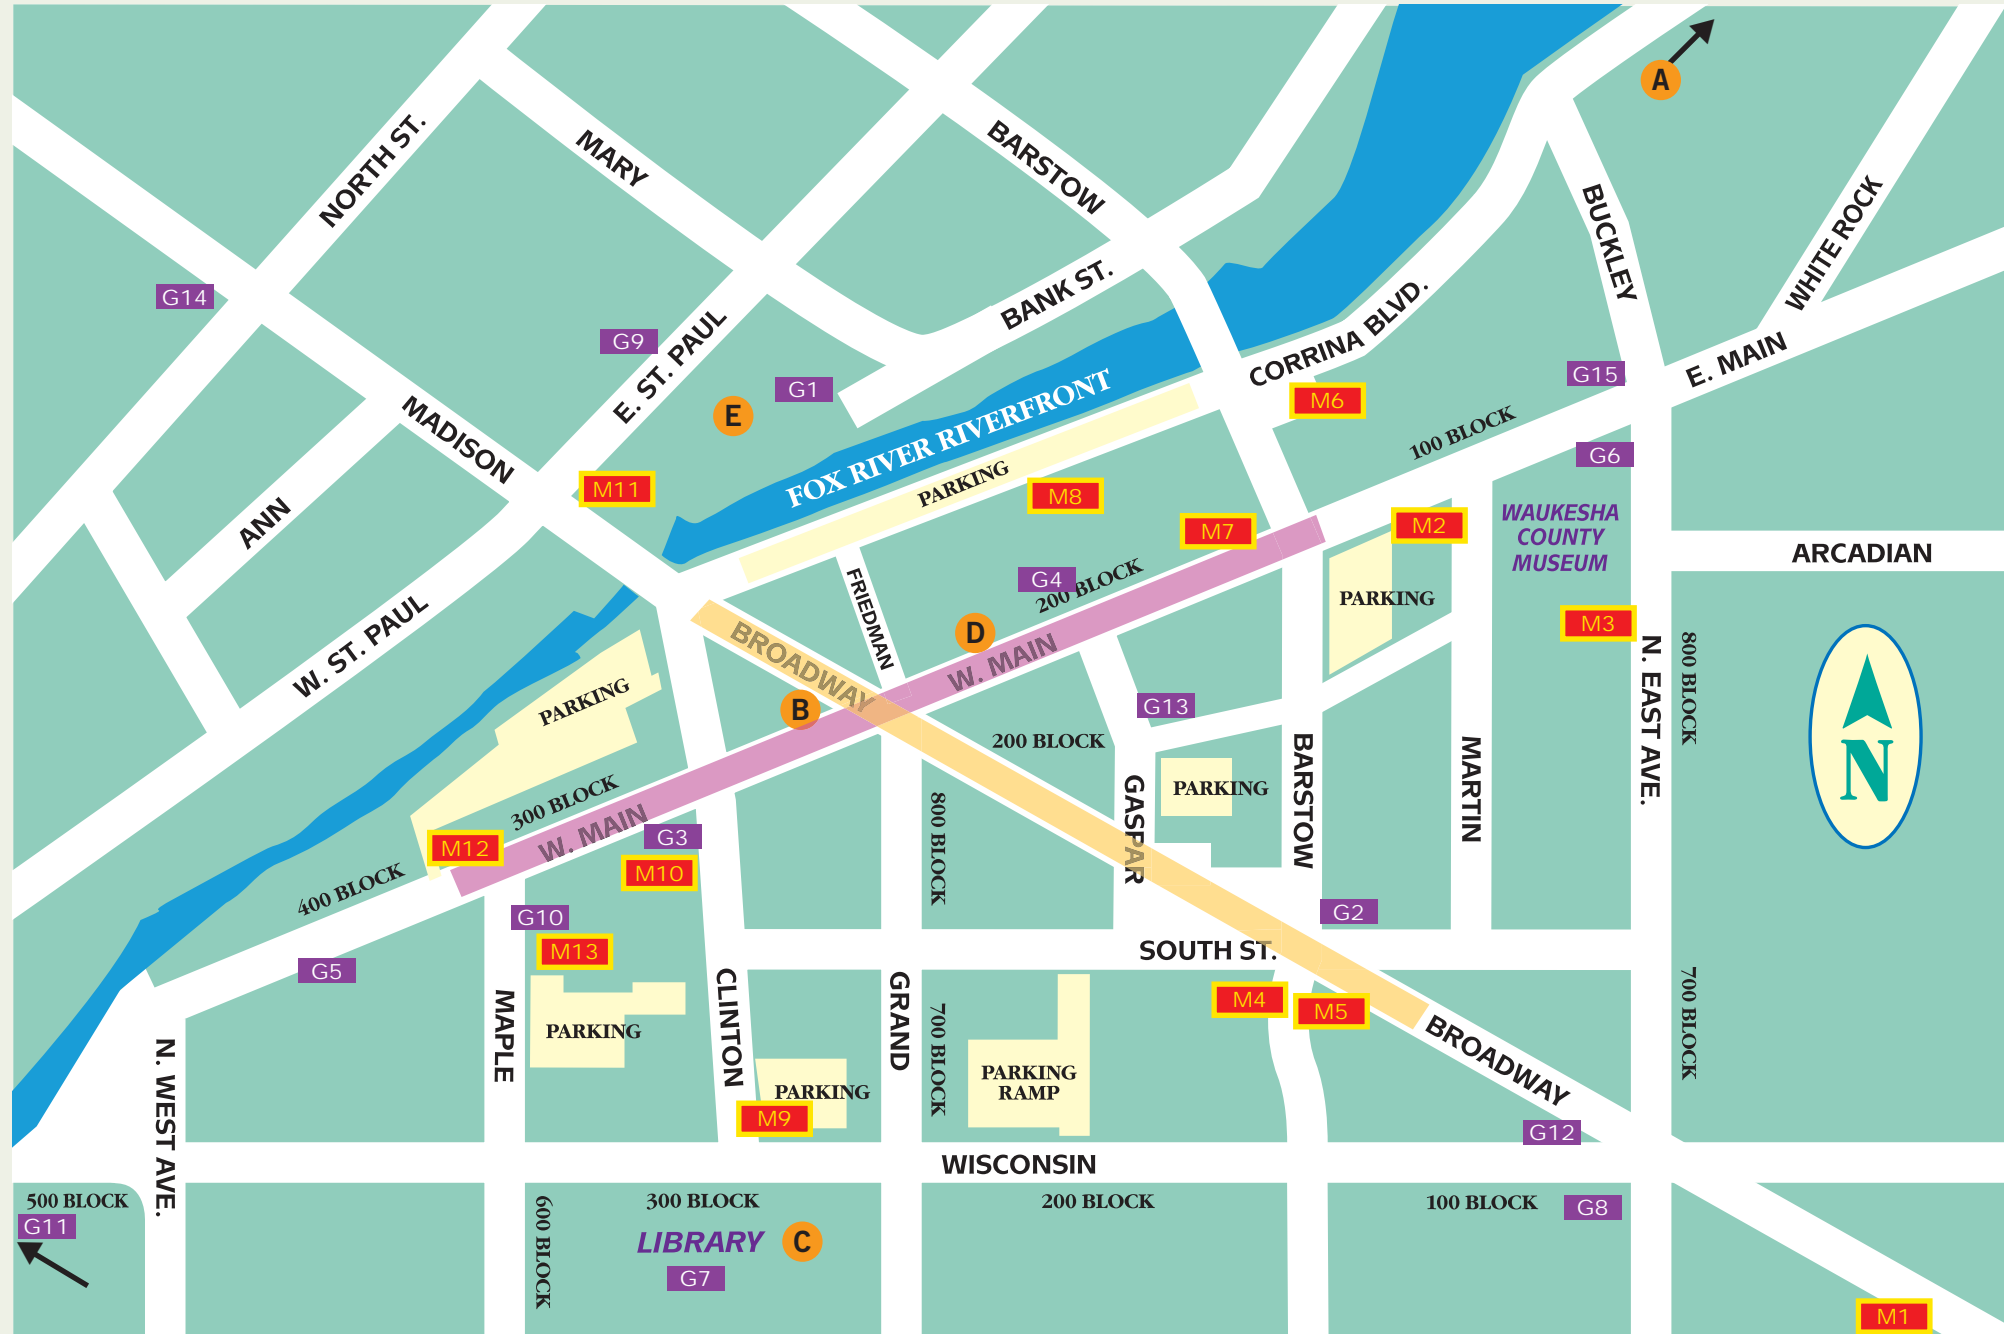 A
NORTH ST.
MARY
BARSTOW
BUCKLEY
WHITE ROCK
G14
BANK ST.
G9
E. ST. PAUL
G1
E
CORRINA BLVD.
E. MAIN
G15
M6
MADISON
FOX RIVER RIVERFRONT
100 BLOCK
G6
M11
PARKING
M8
ANN
M7
M2
WAUKESHA
COUNTY
MUSEUM
ARCADIAN
G4
200 BLOCK
PARKING
FRIEDMAN
M3
D
W. ST. PAUL
BROADWAY
W. MAIN
N. EAST AVE.
800 BLOCK
PARKING
B
G13
200 BLOCK
N
300 BLOCK
W. MAIN
GASPAR
PARKING
BARSTOW
MARTIN
M12
G3
800 BLOCK
M10
400 BLOCK
G10
G2
M13
SOUTH ST.
G5
CLINTON
GRAND
M4
M5
700 BLOCK
MAPLE
PARKING
700 BLOCK
PARKING
RAMP
BROADWAY
N. WEST AVE.
PARKING
M9
G12
WISCONSIN
500 BLOCK
G11
600 BLOCK
300 BLOCK
200 BLOCK
100 BLOCK
G8
LIBRARY
C
G7
M1